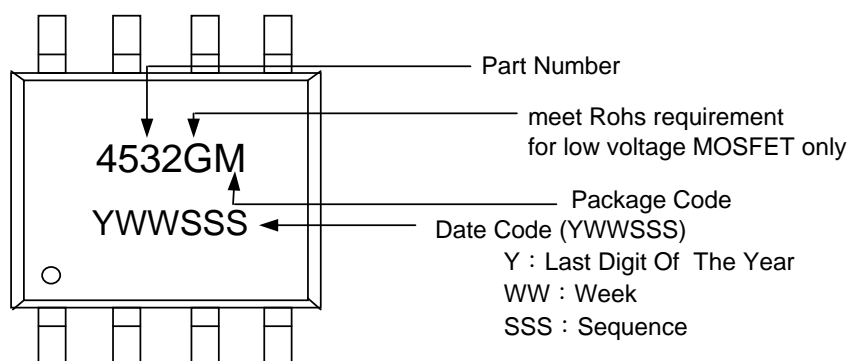 Part Number
meet Rohs requirement
for low voltage MOSFET only
4532GM
Package Code
YWWSSS
Date Code (YWWSSS)
Y：Last Digit Of The Year
WW：Week
SSS：Sequence